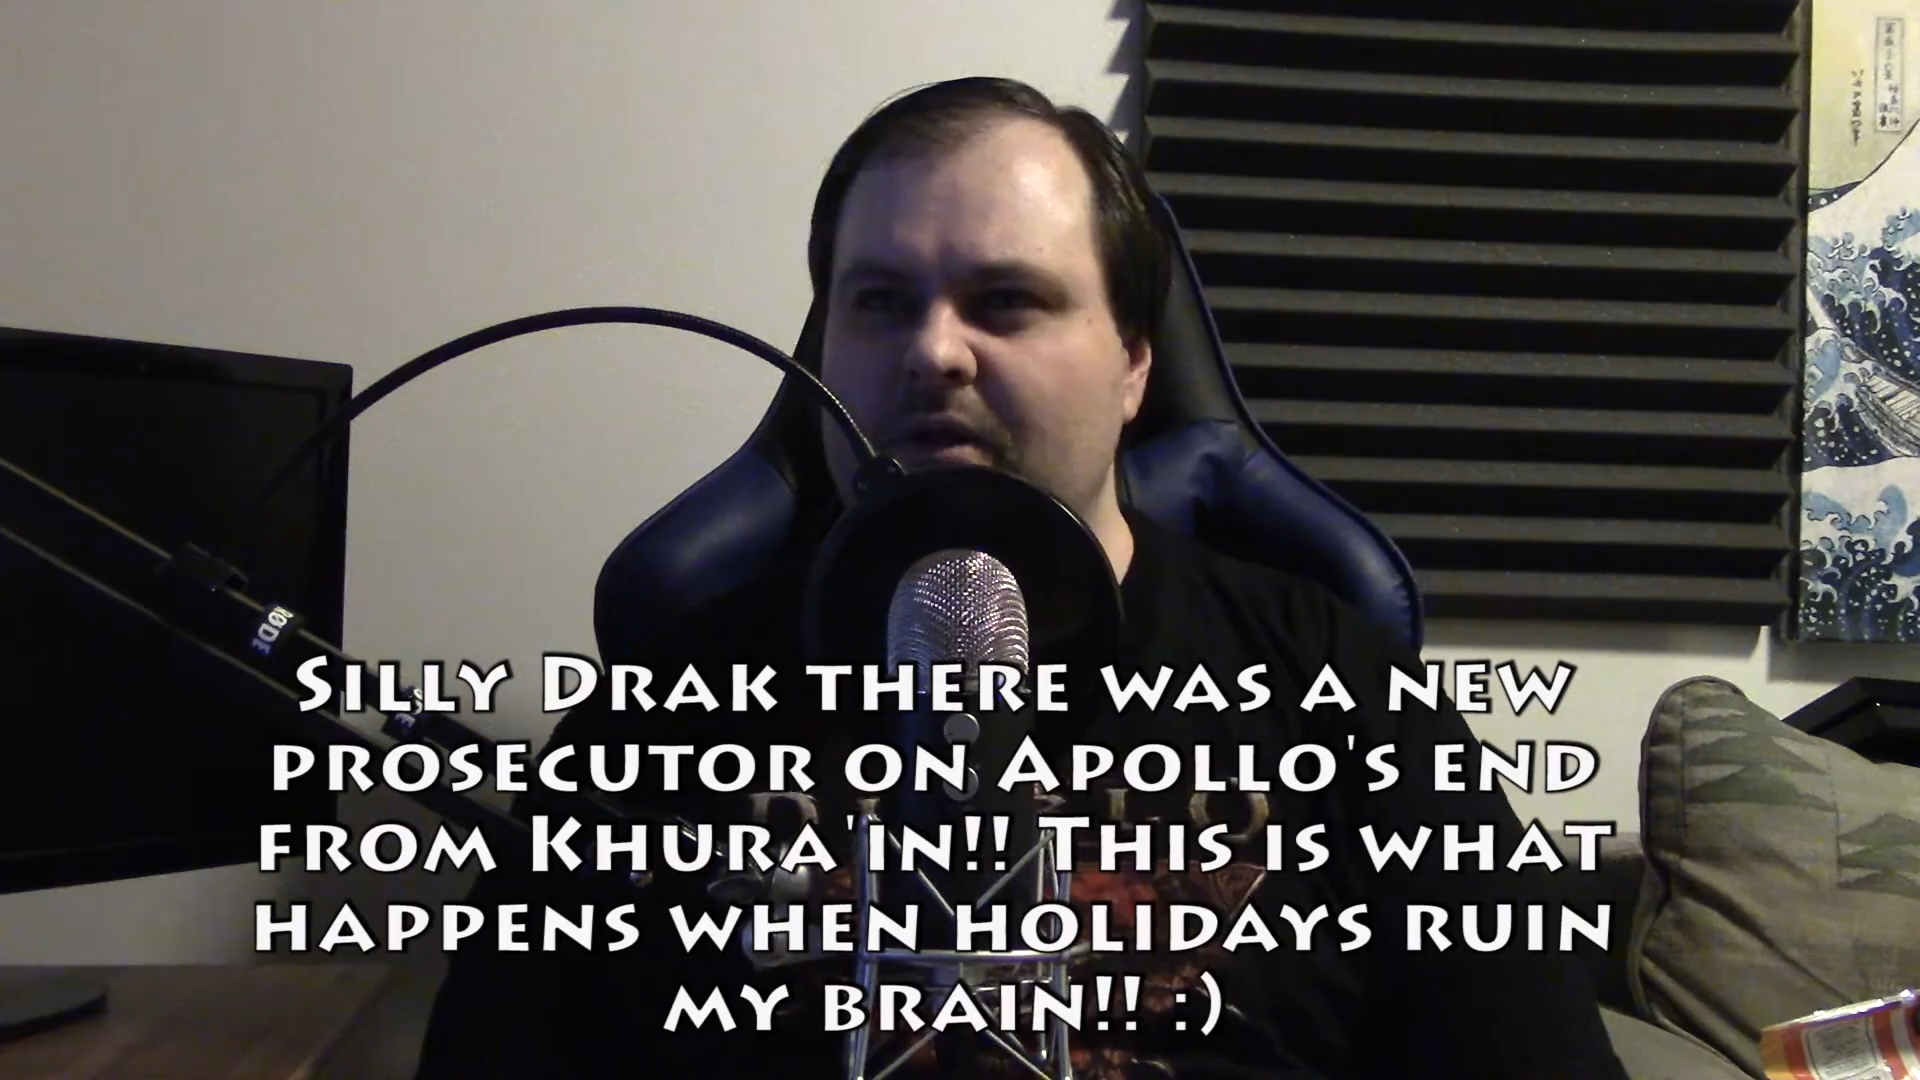 RØDE
Silly Drak there was a new
prosecutor on Apollo's end
from Khura'in!! This is what
happens when holidays ruin
my brain!! :)